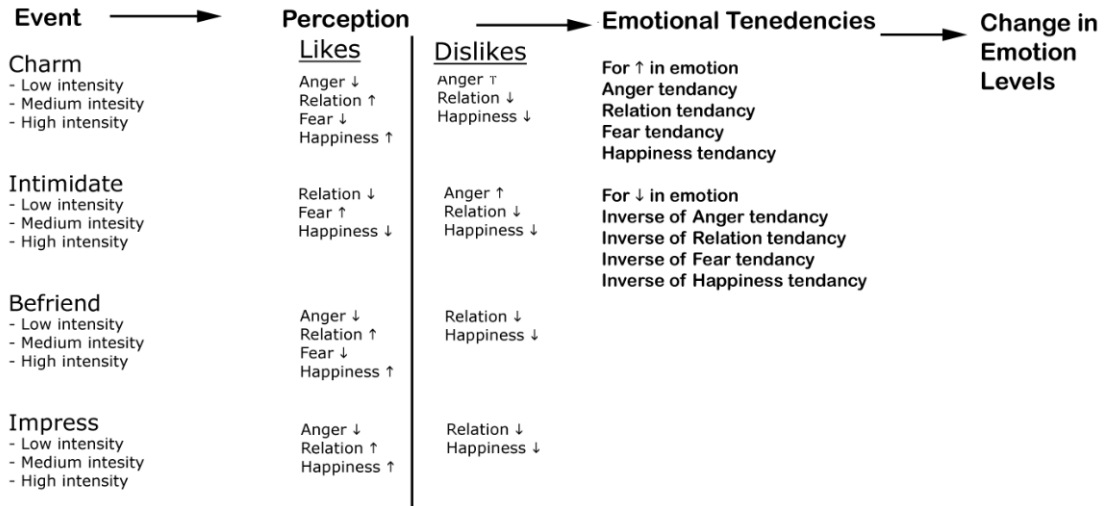 Event
Perception
Emotional Tenedencies
Change in
Emotion
Levels
Likes
Dislikes
Charm
- Low intensity
- Medium intesity
- High intensity
Anger ↓
Relation ↑
Fear ↓
Happiness ↑
Anger ↑
Relation ↓
Happiness ↓
For ↑ in emotion
Anger tendancy
Relation tendancy
Fear tendancy
Happiness tendancy
Intimidate
- Low intensity
- Medium intesity
- High intensity
Relation ↓
Fear ↑
Happiness ↓
Anger ↑
Relation ↓
Happiness ↓
For ↓ in emotion
Inverse of Anger tendancy
Inverse of Relation tendancy
Inverse of Fear tendancy
Inverse of Happiness tendancy
Befriend
- Low intensity
- Medium intesity
- High intensity
Anger ↓
Relation ↑
Fear ↓
Happiness ↑
Relation ↓
Happiness ↓
Impress
- Low intensity
- Medium intesity
- High intensity
Anger ↓
Relation ↑
Happiness ↑
Relation ↓
Happiness ↓